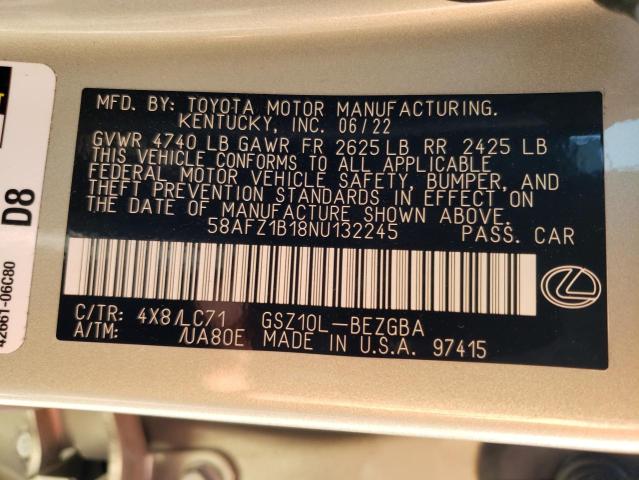 MFD. BY: TOYOTA MOTOR MANUFACTURING.
KENTUCKY, INC. 06/22
GVWR 4740 LB GAWR FR 2625 LB RR 2425 LB
THIS VEHICLE CONFORMS TO ALL APPLICABLE
FEDERAL MOTOR VEHICLE SAFETY, BUMPER, AND
THEFT PREVENTION STANDARDS IN EFFECT ON
THE DATE OF MANUFACTURE SHOWN ABOVE.
58AFZ1B18NU132245 PASS. CAR
C/TR: 4X8/LC71 GSZ10L-BEZGBA
A/TM: /UA80E MADE IN U.S.A. 97415
D8
42661-06C80